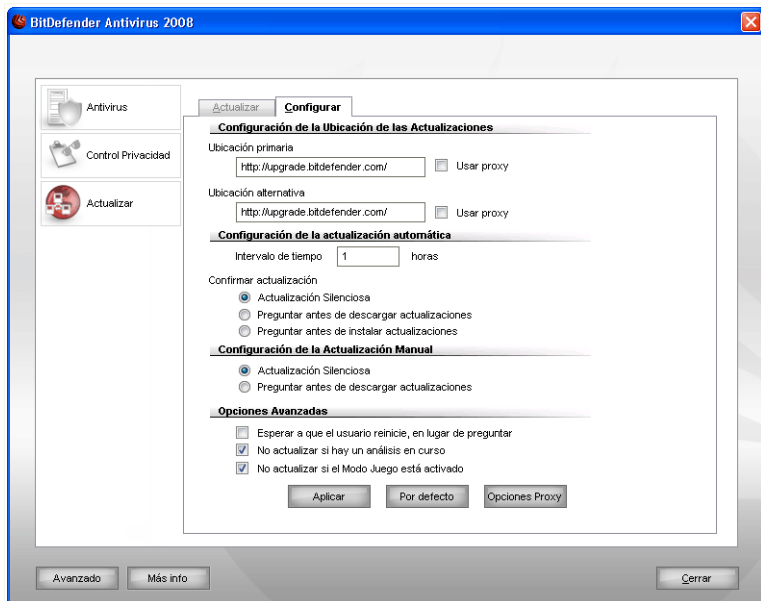 BitDefender Antivirus 2008
Antivirus
Control Privacidad
Actualizar
Actualizar
Configurar
Configuración de la Ubicación de las Actualizaciones
Ubicación primaria
http://upgrade.bitdefender.com/ Usar proxy
Ubicación alternativa
http://upgrade.bitdefender.com/ Usar proxy
Configuración de la actualización automática
Intervalo de tiempo 1 horas
Confirmar actualización
Actualización Silenciosa
Preguntar antes de descargar actualizaciones
Preguntar antes de instalar actualizaciones
Configuración de la Actualización Manual
Actualización Silenciosa
Preguntar antes de descargar actualizaciones
Opciones Avanzadas
Esperar a que el usuario reinicie, en lugar de preguntar
No actualizar si hay un análisis en curso
No actualizar si el Modo Juego está activado
Aplicar Por defecto Opciones Proxy
Avanzado Más info Cerrar